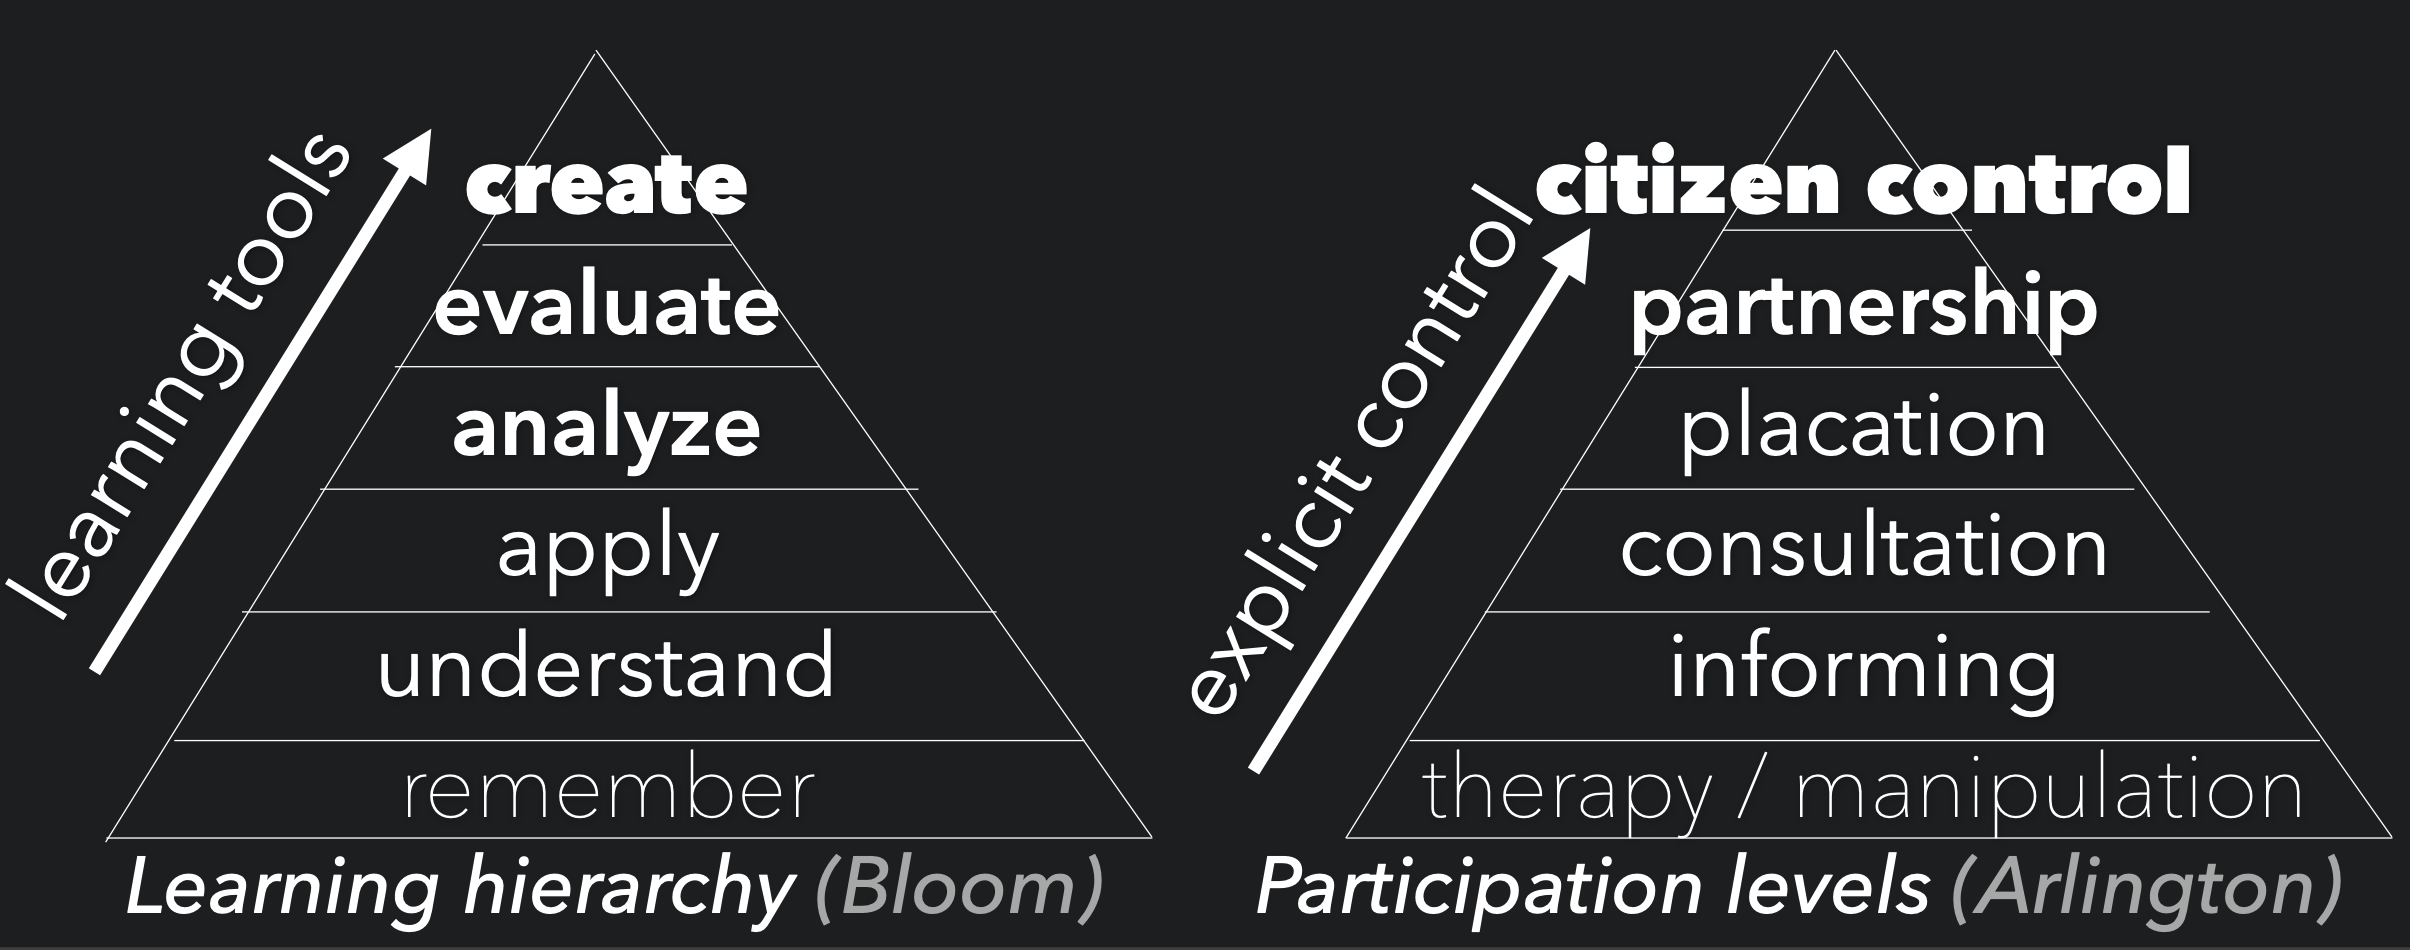 learning tools
create
evaluate
analyze
apply
understand
remember
Learning hierarchy (Bloom)
explicit control
citizen control
partnership
placation
consultation
informing
therapy / manipulation
Participation levels (Arlington)